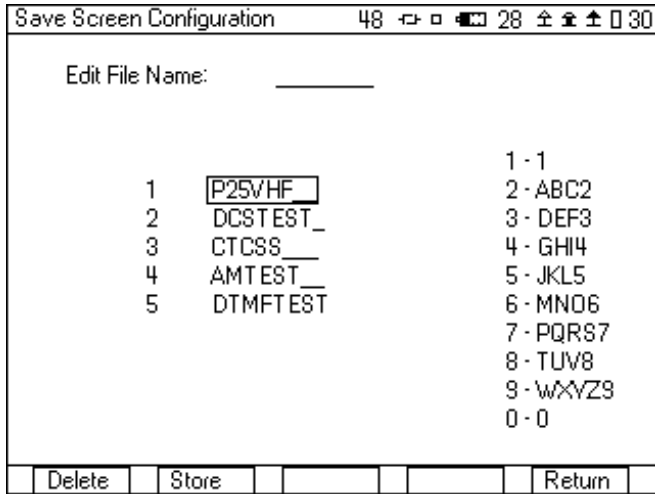 Save Screen Configuration 48 28 30
Edit File Name: ________
1 P25VHF__
2 DCSTEST_
3 CTCSS___
4 AMTEST__
5 DTMFTEST
1 - 1
2 - ABC2
3 - DEF3
4 - GHI4
5 - JKL5
6 - MNO6
7 - PQRS7
8 - TUV8
9 - WXYZ9
0 - 0
Delete Store Return